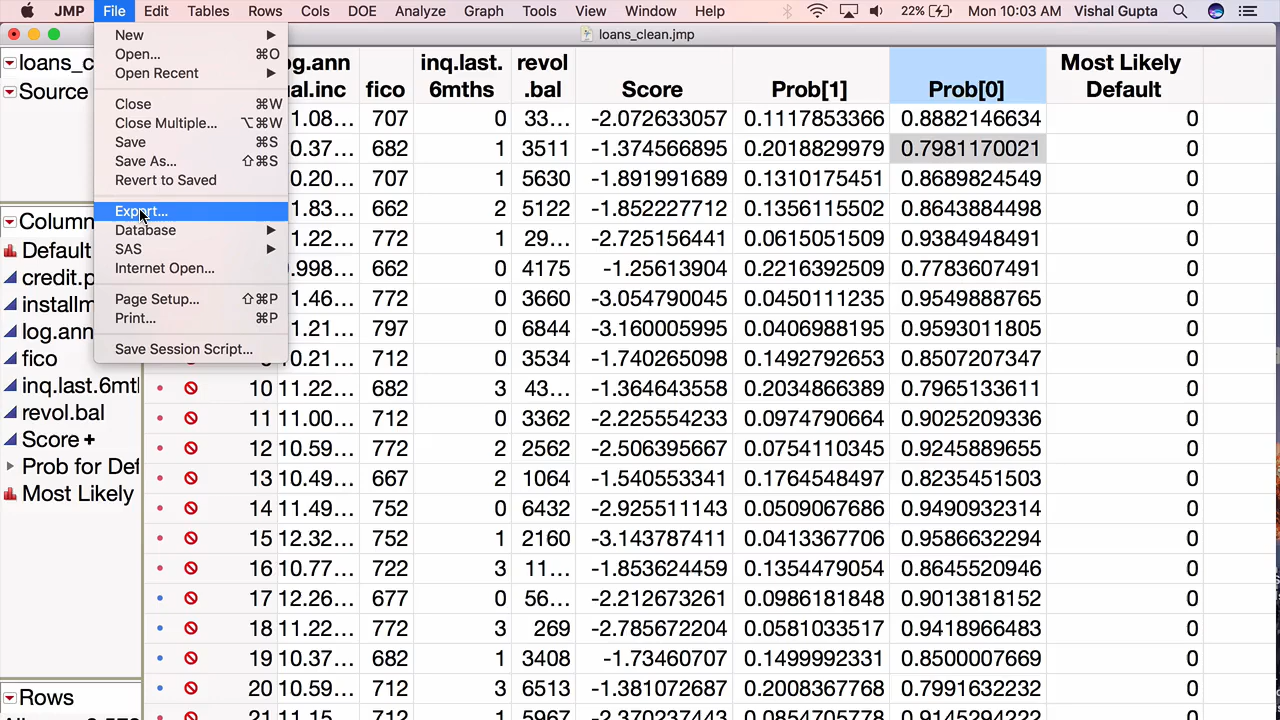 JMP File Edit Tables Rows Cols DOE Analyze Graph Tools View Window Help 22% Mon 10:03 AM Vishal Gupta
loans_clean.jmp
New
Open... ⌘O
Open Recent
Close ⌘W
Close Multiple... ⌥⌘W
Save ⌘S
Save As... ⇧⌘S
Revert to Saved
Export...
Database
SAS
Internet Open...
Page Setup... ⇧⌘P
Print... ⌘P
Save Session Script...
loans_c
Source
Column
Default
credit.p
installm
log.ann
fico
inq.last.6mth
revol.bal
Score
Prob for Def
Most Likely
Rows
og.ann inq.last. revol Most Likely
ual.inc fico 6mths .bal Score Prob[1] Prob[0] Default
1.08... 707 0 33... -2.072633057 0.1117853366 0.8882146634 0
0.37... 682 1 3511 -1.374566895 0.2018829979 0.7981170021 0
0.20... 1 5630 -1.891991689 0.1310175451 0.8689824549 0
1.83... 662 2 5122 -1.852227712 0.1356115502 0.8643884498 0
1.22... 1 29... -2.725156441 0.0615051509 0.9384948491 0
.998... 662 0 4175 -1.25613904 0.2216392509 0.7783607491 0
1.46... 772 0 3660 -3.054790045 0.0450111235 0.9549888765 0
1.21... 797 0 6844 -3.160005995 0.0406988195 0.9593011805 0
0.21... 712 0 3534 -1.740265098 0.1492792653 0.8507207347 0
10 11.22... 682 3 43... -1.364643558 0.2034866389 0.7965133611 0
11 11.00... 712 0 3362 -2.225554233 0.0974790664 0.9025209336 0
12 10.59... 772 2 2562 -2.506395667 0.0754110345 0.9245889655 0
13 10.49... 667 2 1064 -1.540553341 0.1764548497 0.8235451503 0
14 11.49... 752 0 6432 -2.925511143 0.0509067686 0.9490932314 0
15 12.32... 752 1 2160 -3.143787411 0.0413367706 0.9586632294 0
16 10.77... 722 3 11... -1.853624459 0.1354479054 0.8645520946 0
17 12.26... 677 0 56... -2.212673261 0.0986181848 0.9013818152 0
18 11.22... 772 3 269 -2.785672204 0.0581033517 0.9418966483 0
19 10.37... 682 1 3408 -1.73460707 0.1499992331 0.8500007669 0
20 10.59... 712 3 6513 -1.381072687 0.2008367768 0.7991632232 0
21 11.15 712 1 5967 -2.370237443 0.0854705778 0.9145294222 0